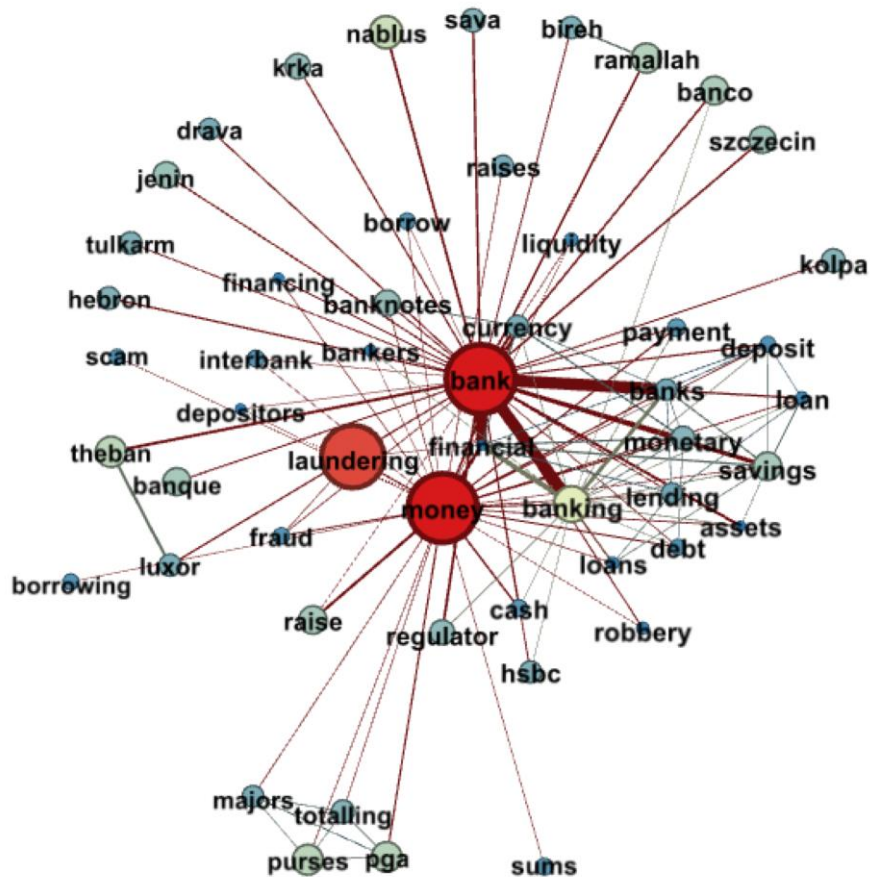 sava
nablus
bireh
ramallah
krka
banco
drava
szczecin
raises
jenin
borrow
tulkarm
liquidity
kolpa
financing
hebron
banknotes
currency
payment
deposit
scam
interbank
bankers
bank
banks
loan
depositors
financial
monetary
theban
laundering
savings
banque
lending
money
banking
assets
fraud
debt
luxor
loans
borrowing
cash
raise
regulator
robbery
hsbc
majors
totalling
purses
pga
sums